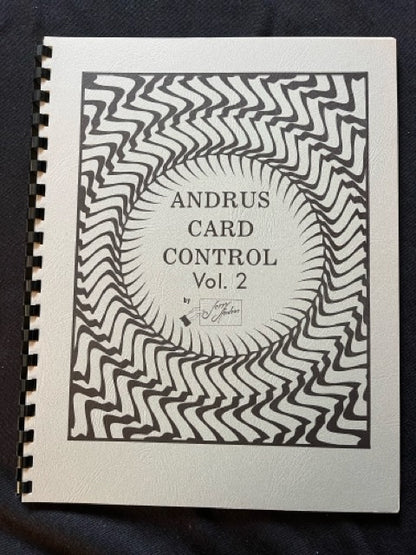 ANDRUS
CARD
CONTROL
Vol. 2
by
Jerry Andrus